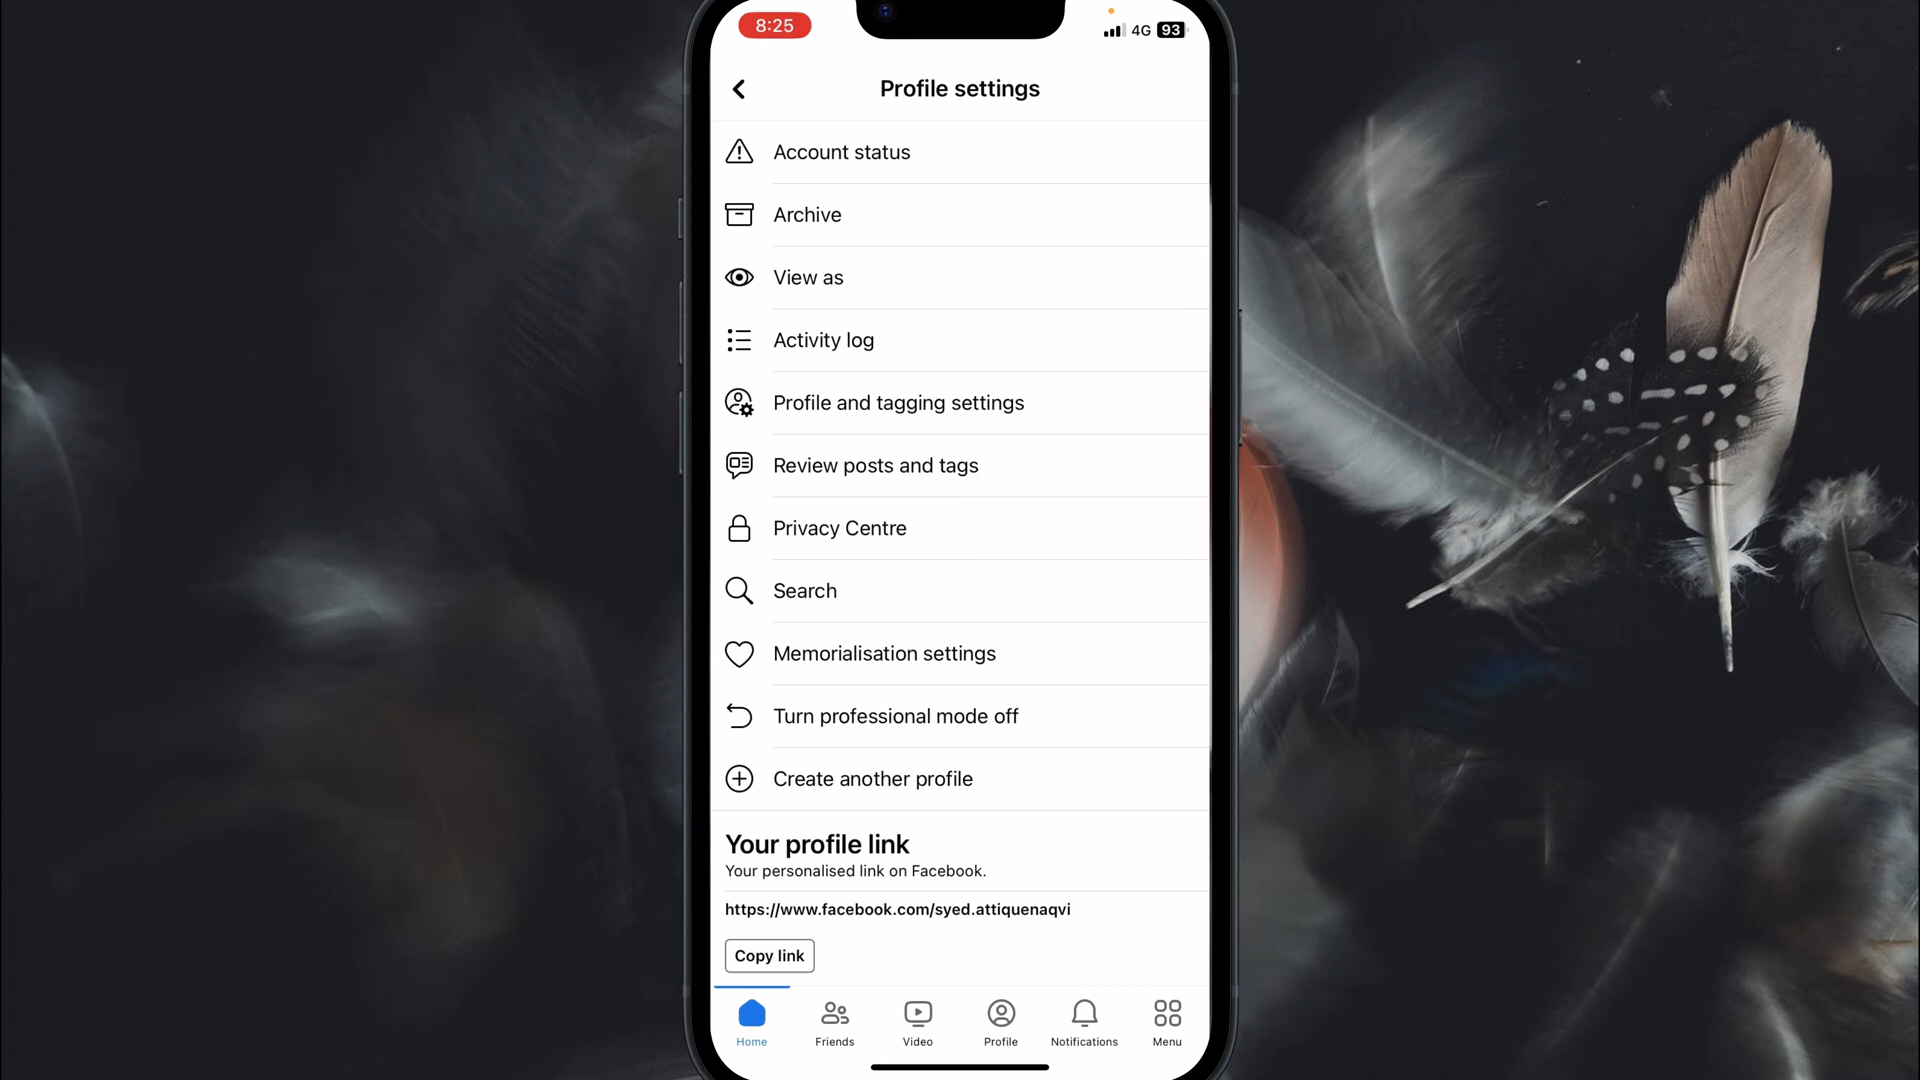 8:25
4G 93
Profile settings
Account status
Archive
View as
Activity log
Profile and tagging settings
Review posts and tags
Privacy Centre
Search
Memorialisation settings
Turn professional mode off
Create another profile
Your profile link
Your personalised link on Facebook.
https://www.facebook.com/syed.attiquenaqvi
Copy link
Home Friends Video Profile Notifications Menu